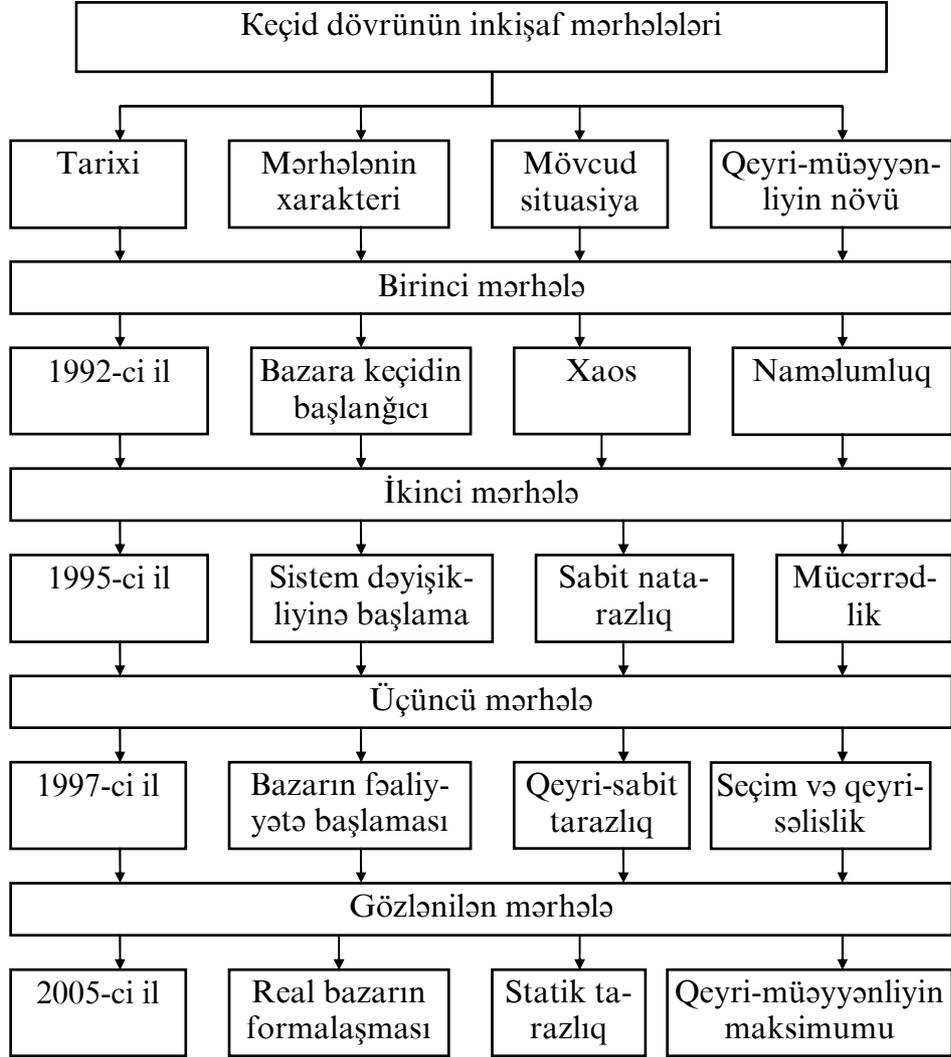 Keçid dövrünün inkişaf mərhələləri
Tarixi
Mərhələnin
xarakteri
Mövcud
situasiya
Qeyri-müəyyən-
liyin növü
Birinci mərhələ
1992-ci il
Bazara keçidin
başlanğıcı
Xaos
Naməlumluq
İkinci mərhələ
1995-ci il
Sistem dəyişik-
liyinə başlama
Sabit nata-
razlıq
Mücərrəd-
lik
Üçüncü mərhələ
1997-ci il
Bazarın fəaliy-
yətə başlaması
Qeyri-sabit
tarazlıq
Seçim və qeyri-
səlislik
Gözlənilən mərhələ
2005-ci il
Real bazarın
formalaşması
Statik ta-
razlıq
Qeyri-müəyyənliyin
maksimumu